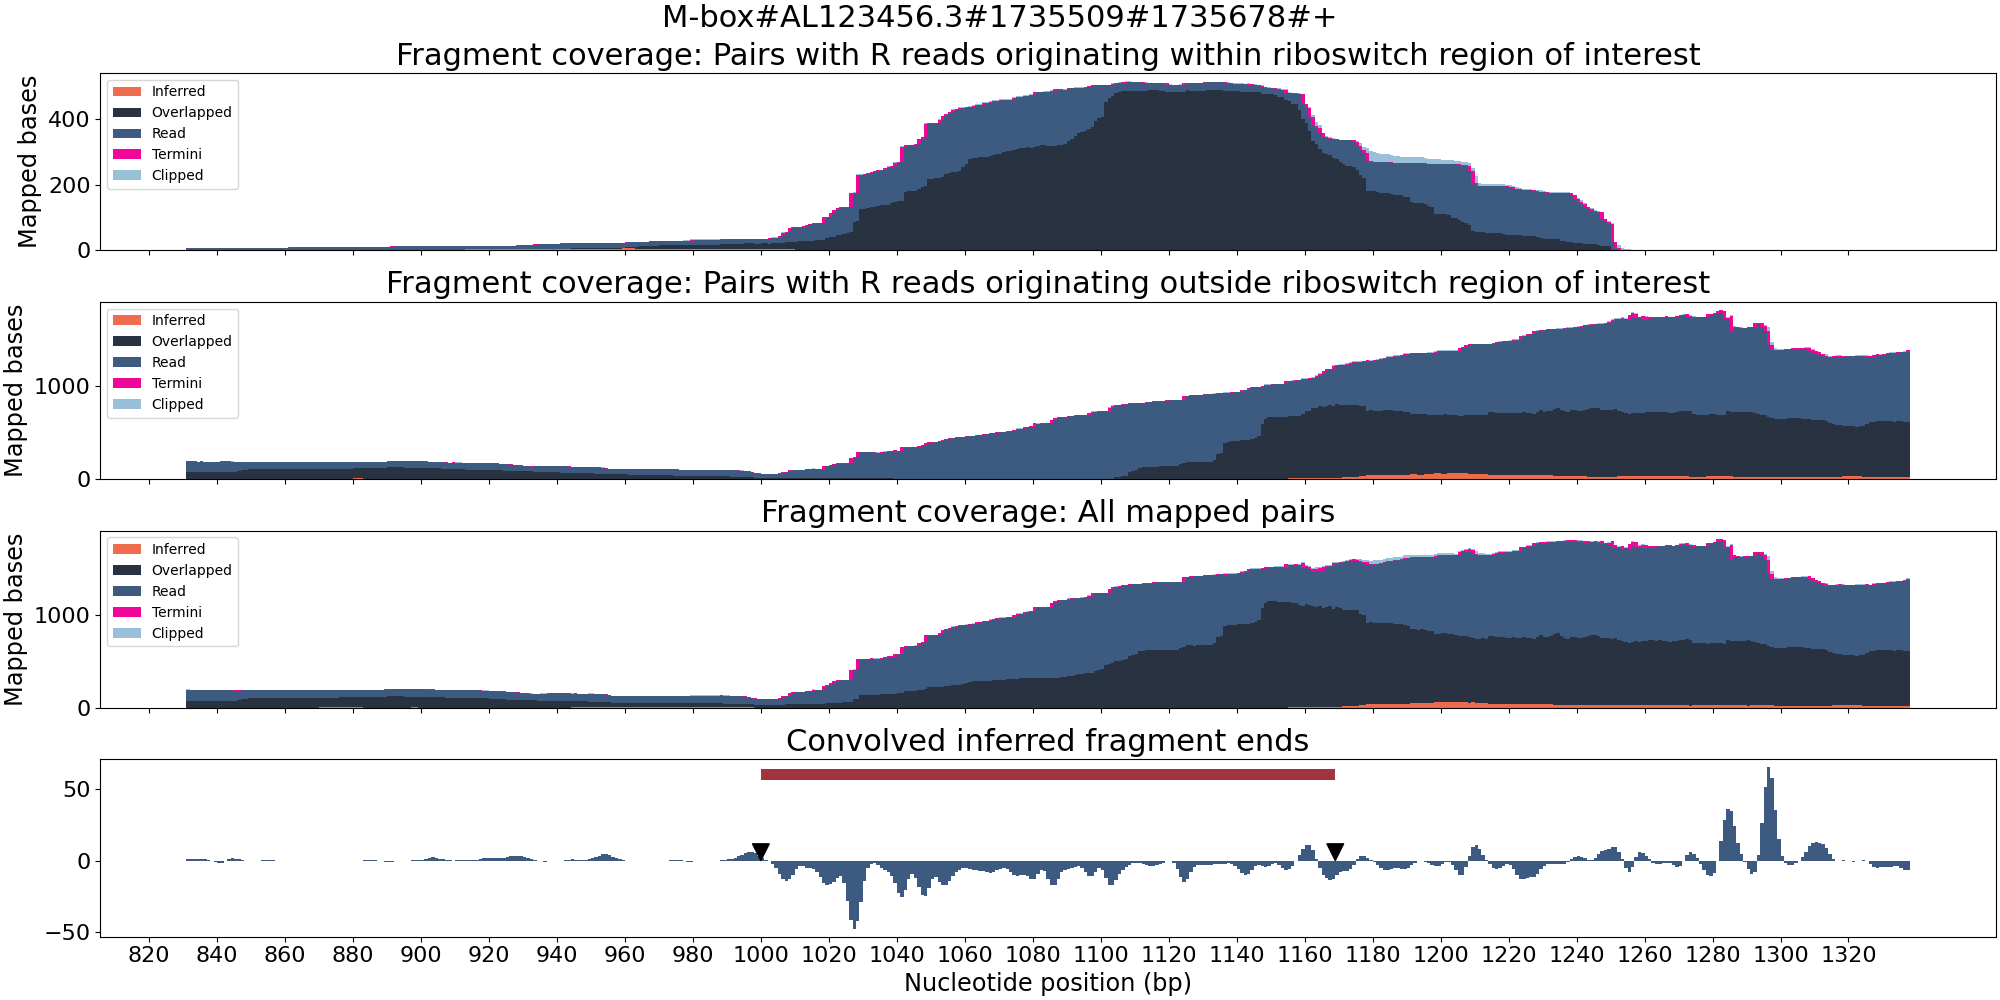 M-box#AL123456.3#1735509#1735678#+
Fragment coverage: Pairs with R reads originating within riboswitch region of interest
Mapped bases
400
200
0
Inferred
Overlapped
Read
Termini
Clipped
Fragment coverage: Pairs with R reads originating outside riboswitch region of interest
Mapped bases
1000
0
Inferred
Overlapped
Read
Termini
Clipped
Fragment coverage: All mapped pairs
Mapped bases
1000
0
Inferred
Overlapped
Read
Termini
Clipped
Convolved inferred fragment ends
50
0
−50
820 840 860 880 900 920 940 960 980 1000 1020 1040 1060 1080 1100 1120 1140 1160 1180 1200 1220 1240 1260 1280 1300 1320
Nucleotide position (bp)